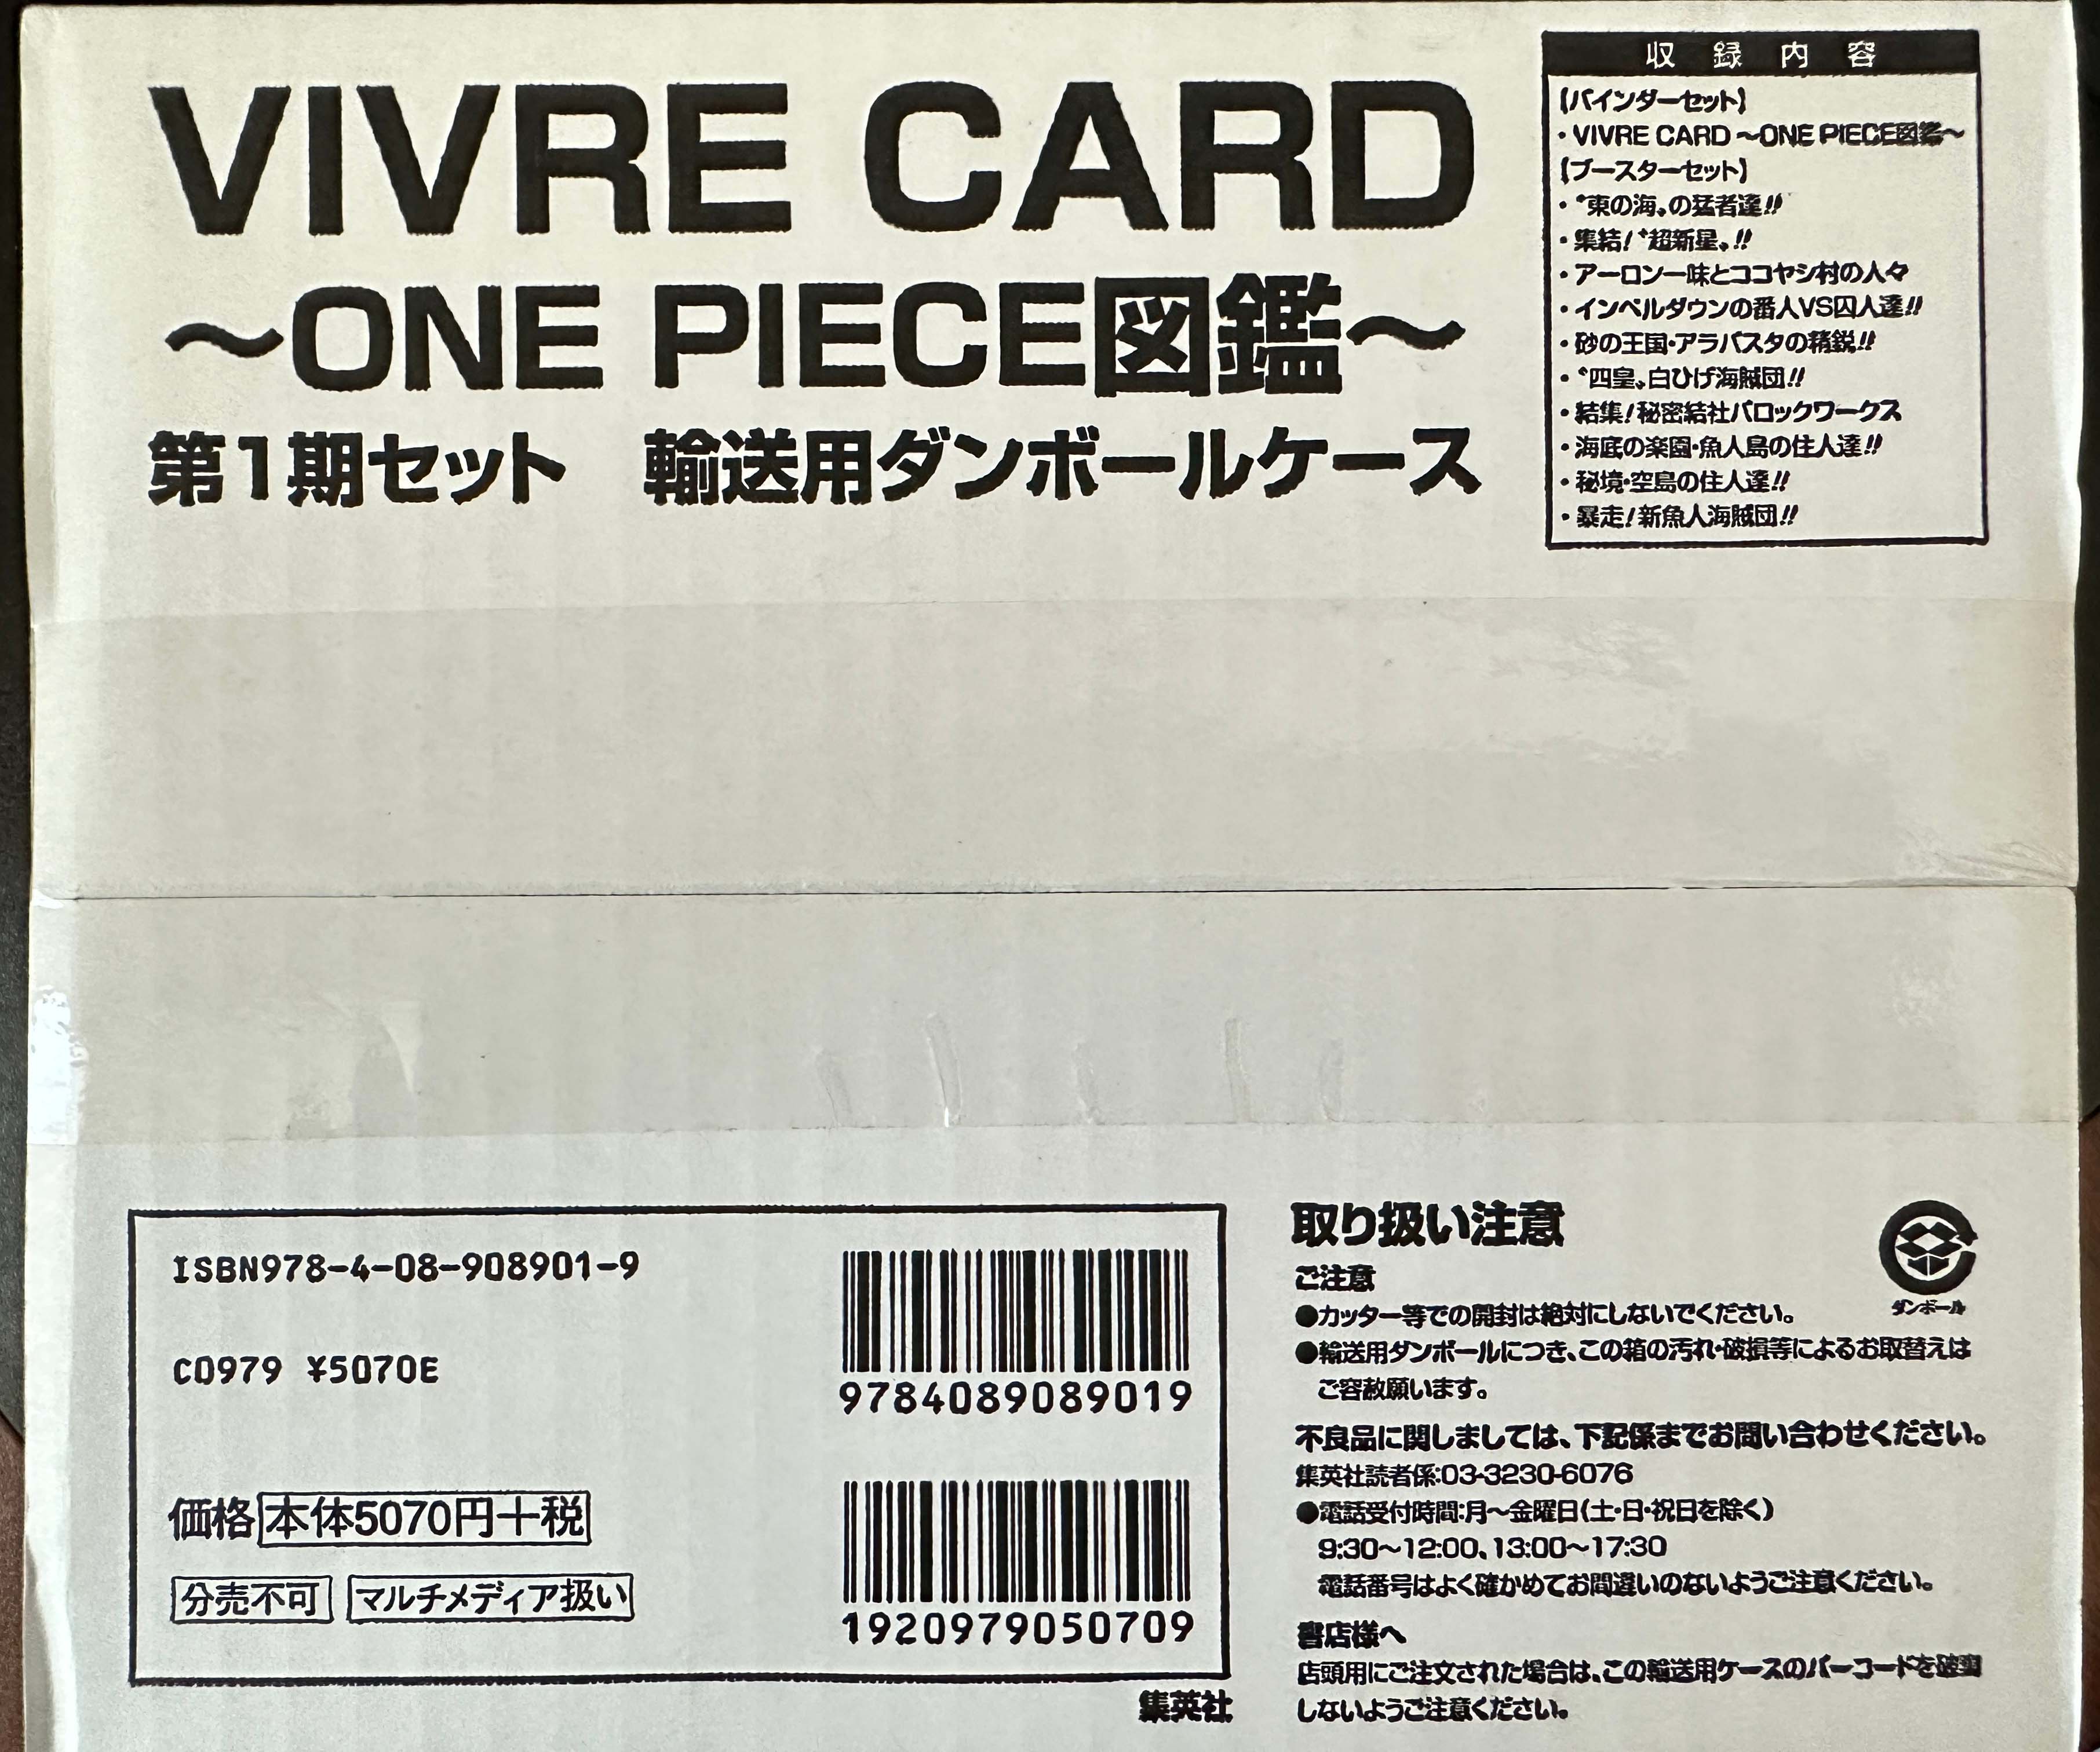 VIVRE CARD
〜ONE PIECE図鑑〜
第1期セット 輸送用ダンボールケース
収録内容
【バインダーセット】
・VIVRE CARD 〜ONE PIECE図鑑〜
【ブースターセット】
・〝東の海〟の猛者達!!
・集結!〝超新星〟!!
・アーロン一味とココヤシ村の人々
・インペルダウンの番人VS囚人達!!
・砂の王国・アラバスタの精鋭!!
・〝四皇〟白ひげ海賊団!!
・結集!秘密結社バロックワークス
・海底の楽園・魚人島の住人達!!
・秘境・空島の住人達!!
・暴走!新魚人海賊団!!
ISBN978-4-08-908901-9
C0979 ¥5070E
価格 本体5070円+税
分売不可 マルチメディア扱い
9784089089019
1920979050709
集英社
取り扱い注意
ご注意
●カッター等での開封は絶対にしないでください。
●輸送用ダンボールにつき、この箱の汚れ・破損等によるお取替えは
ご容赦願います。
不良品に関しましては、下記係までお問い合わせください。
集英社読者係:03-3230-6076
●電話受付時間:月〜金曜日(土・日・祝日を除く)
9:30〜12:00、13:00〜17:30
電話番号はよく確かめてお間違いのないようご注意ください。
書店様へ
店頭用にご注文された場合は、この輸送用ケースのバーコードを破棄
しないようご注意ください。
ダンボール